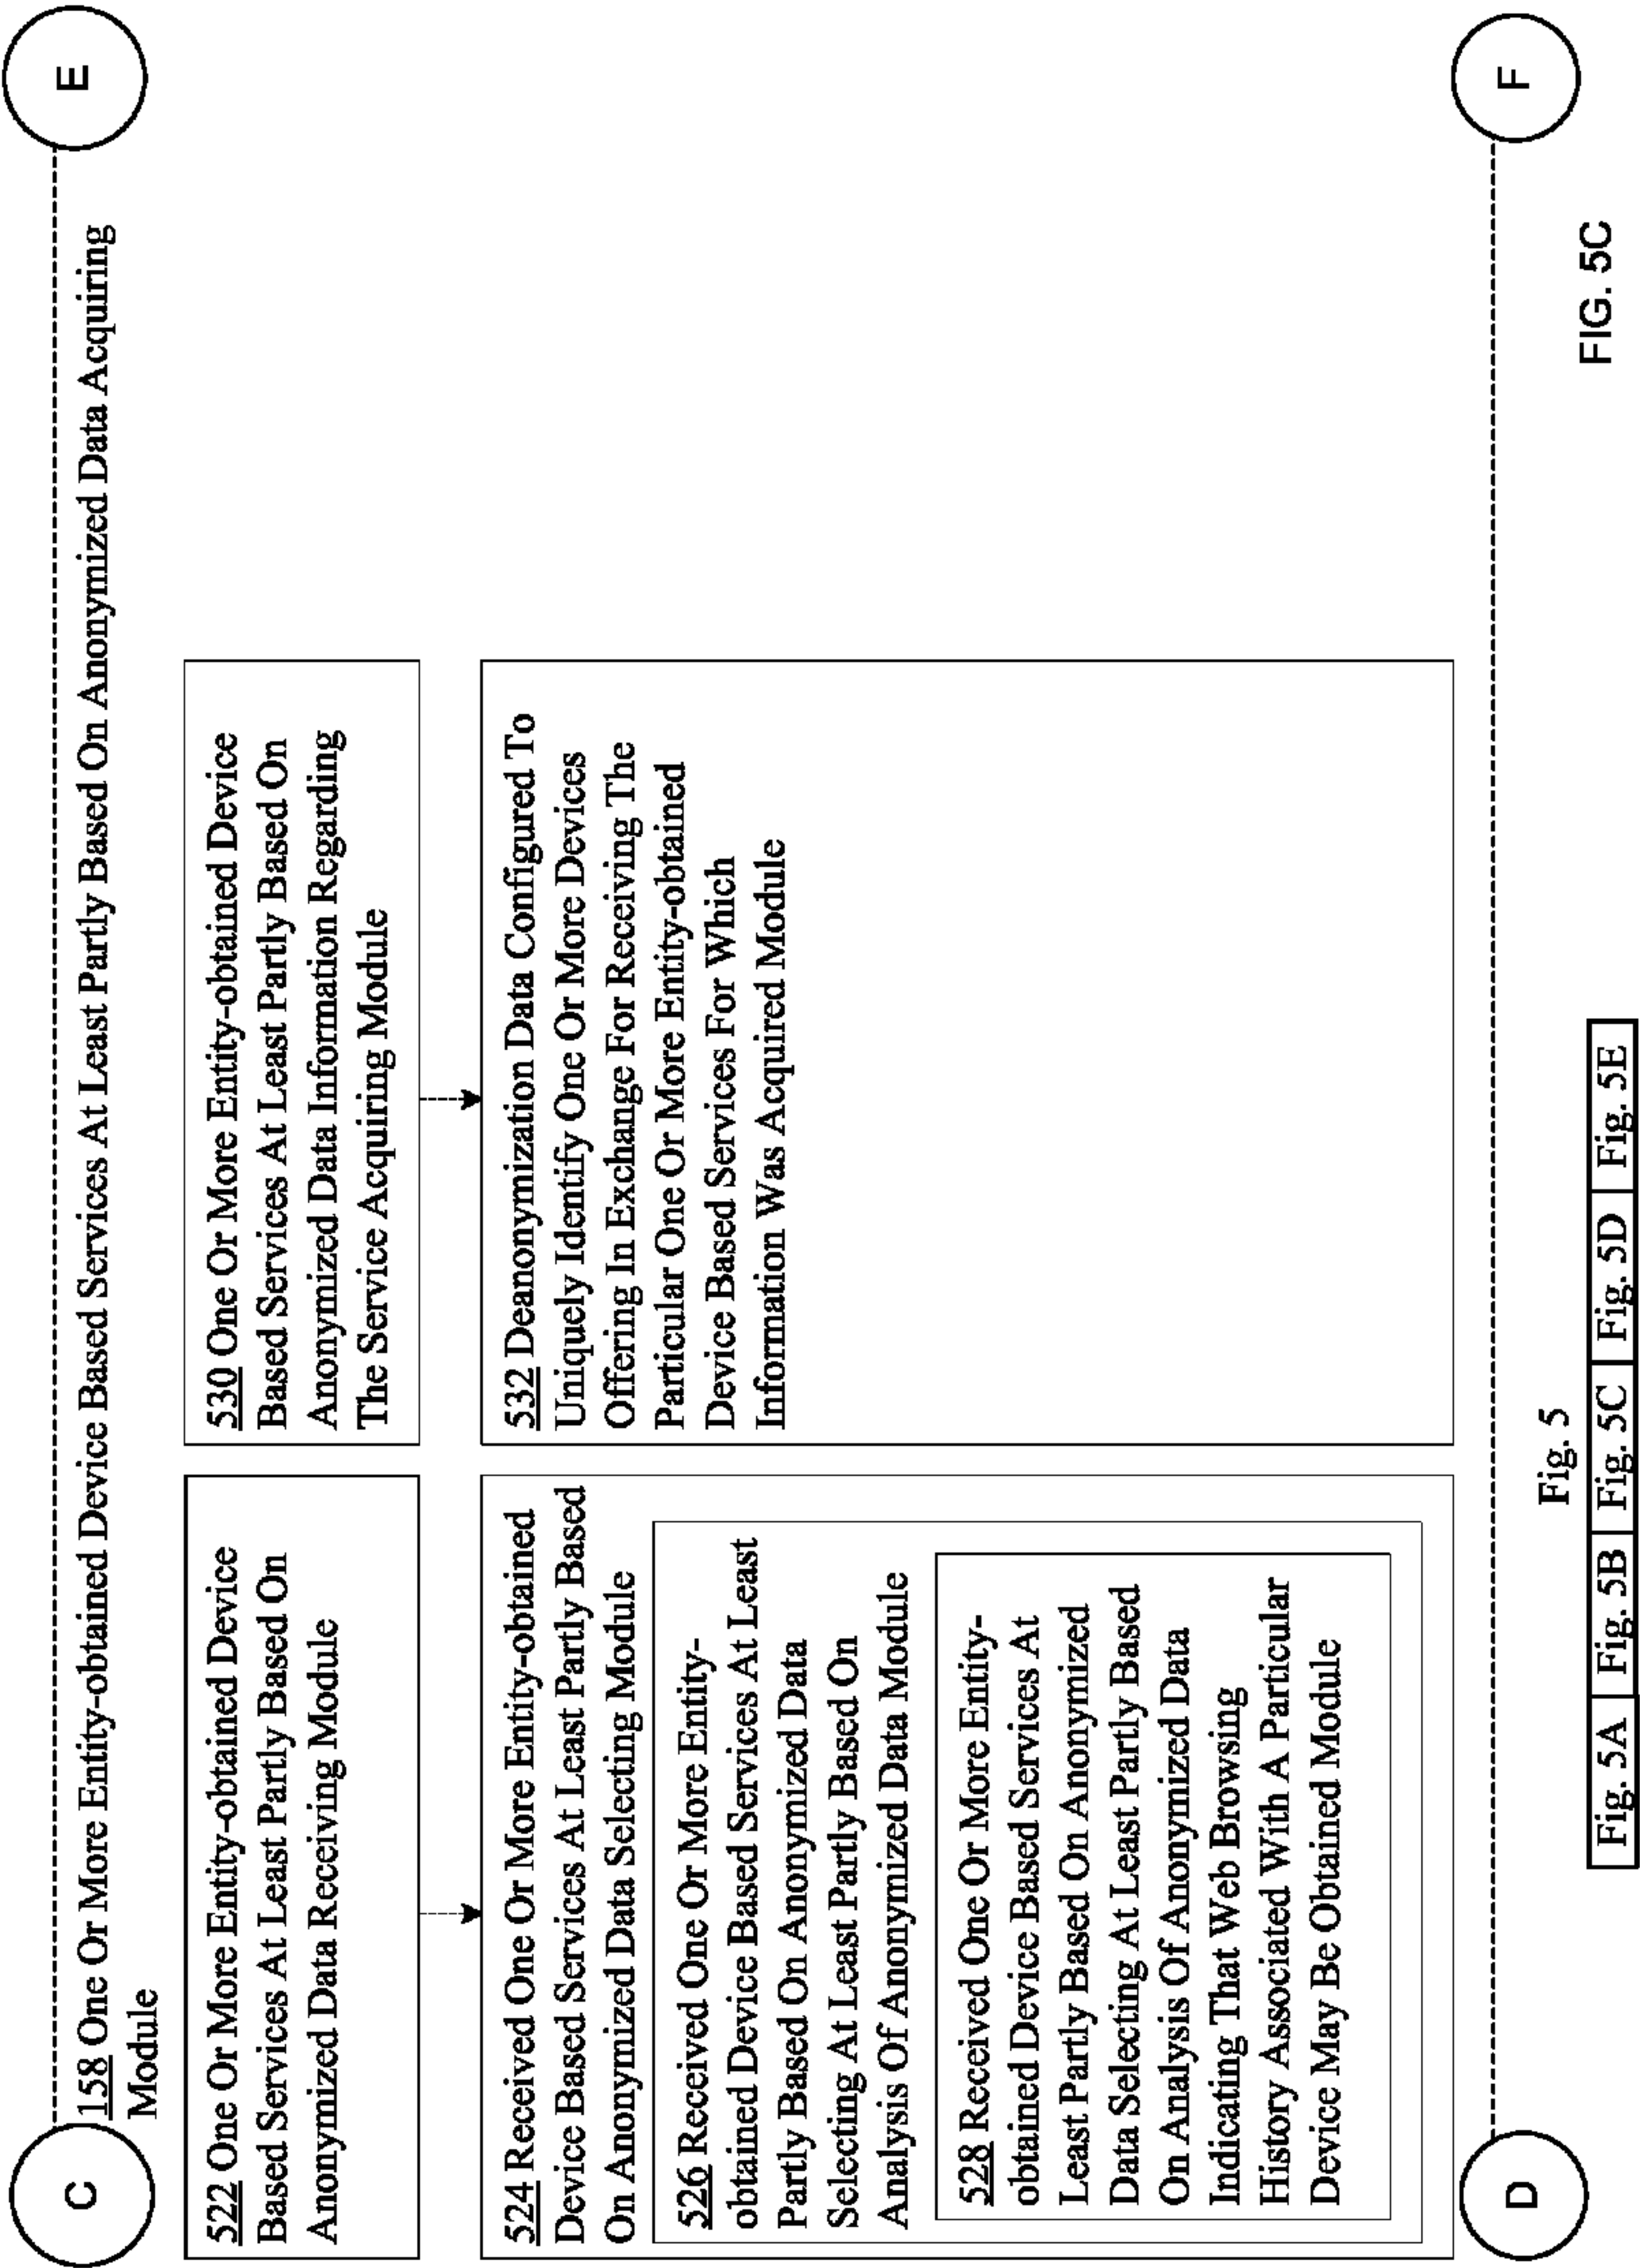 C
E
158 One Or More Entity-obtained Device Based Services At Least Partly Based On Anonymized Data Acquiring
Module
522 One Or More Entity-obtained Device
Based Services At Least Partly Based On
Anonymized Data Receiving Module
524 Received One Or More Entity-obtained
Device Based Services At Least Partly Based
On Anonymized Data Selecting Module
526 Received One Or More Entity-
obtained Device Based Services At Least
Partly Based On Anonymized Data
Selecting At Least Partly Based On
Analysis Of Anonymized Data Module
528 Received One Or More Entity-
obtained Device Based Services At
Least Partly Based On Anonymized
Data Selecting At Least Partly Based
On Analysis Of Anonymized Data
Indicating That Web Browsing
History Associated With A Particular
Device May Be Obtained Module
530 One Or More Entity-obtained Device
Based Services At Least Partly Based On
Anonymized Data Information Regarding
The Service Acquiring Module
532 Deanonymization Data Configured To
Uniquely Identify One Or More Devices
Offering In Exchange For Receiving The
Particular One Or More Entity-obtained
Device Based Services For Which
Information Was Acquired Module
D
F
Fig. 5
Fig. 5A Fig. 5B Fig. 5C Fig. 5D Fig. 5E
FIG. 5C